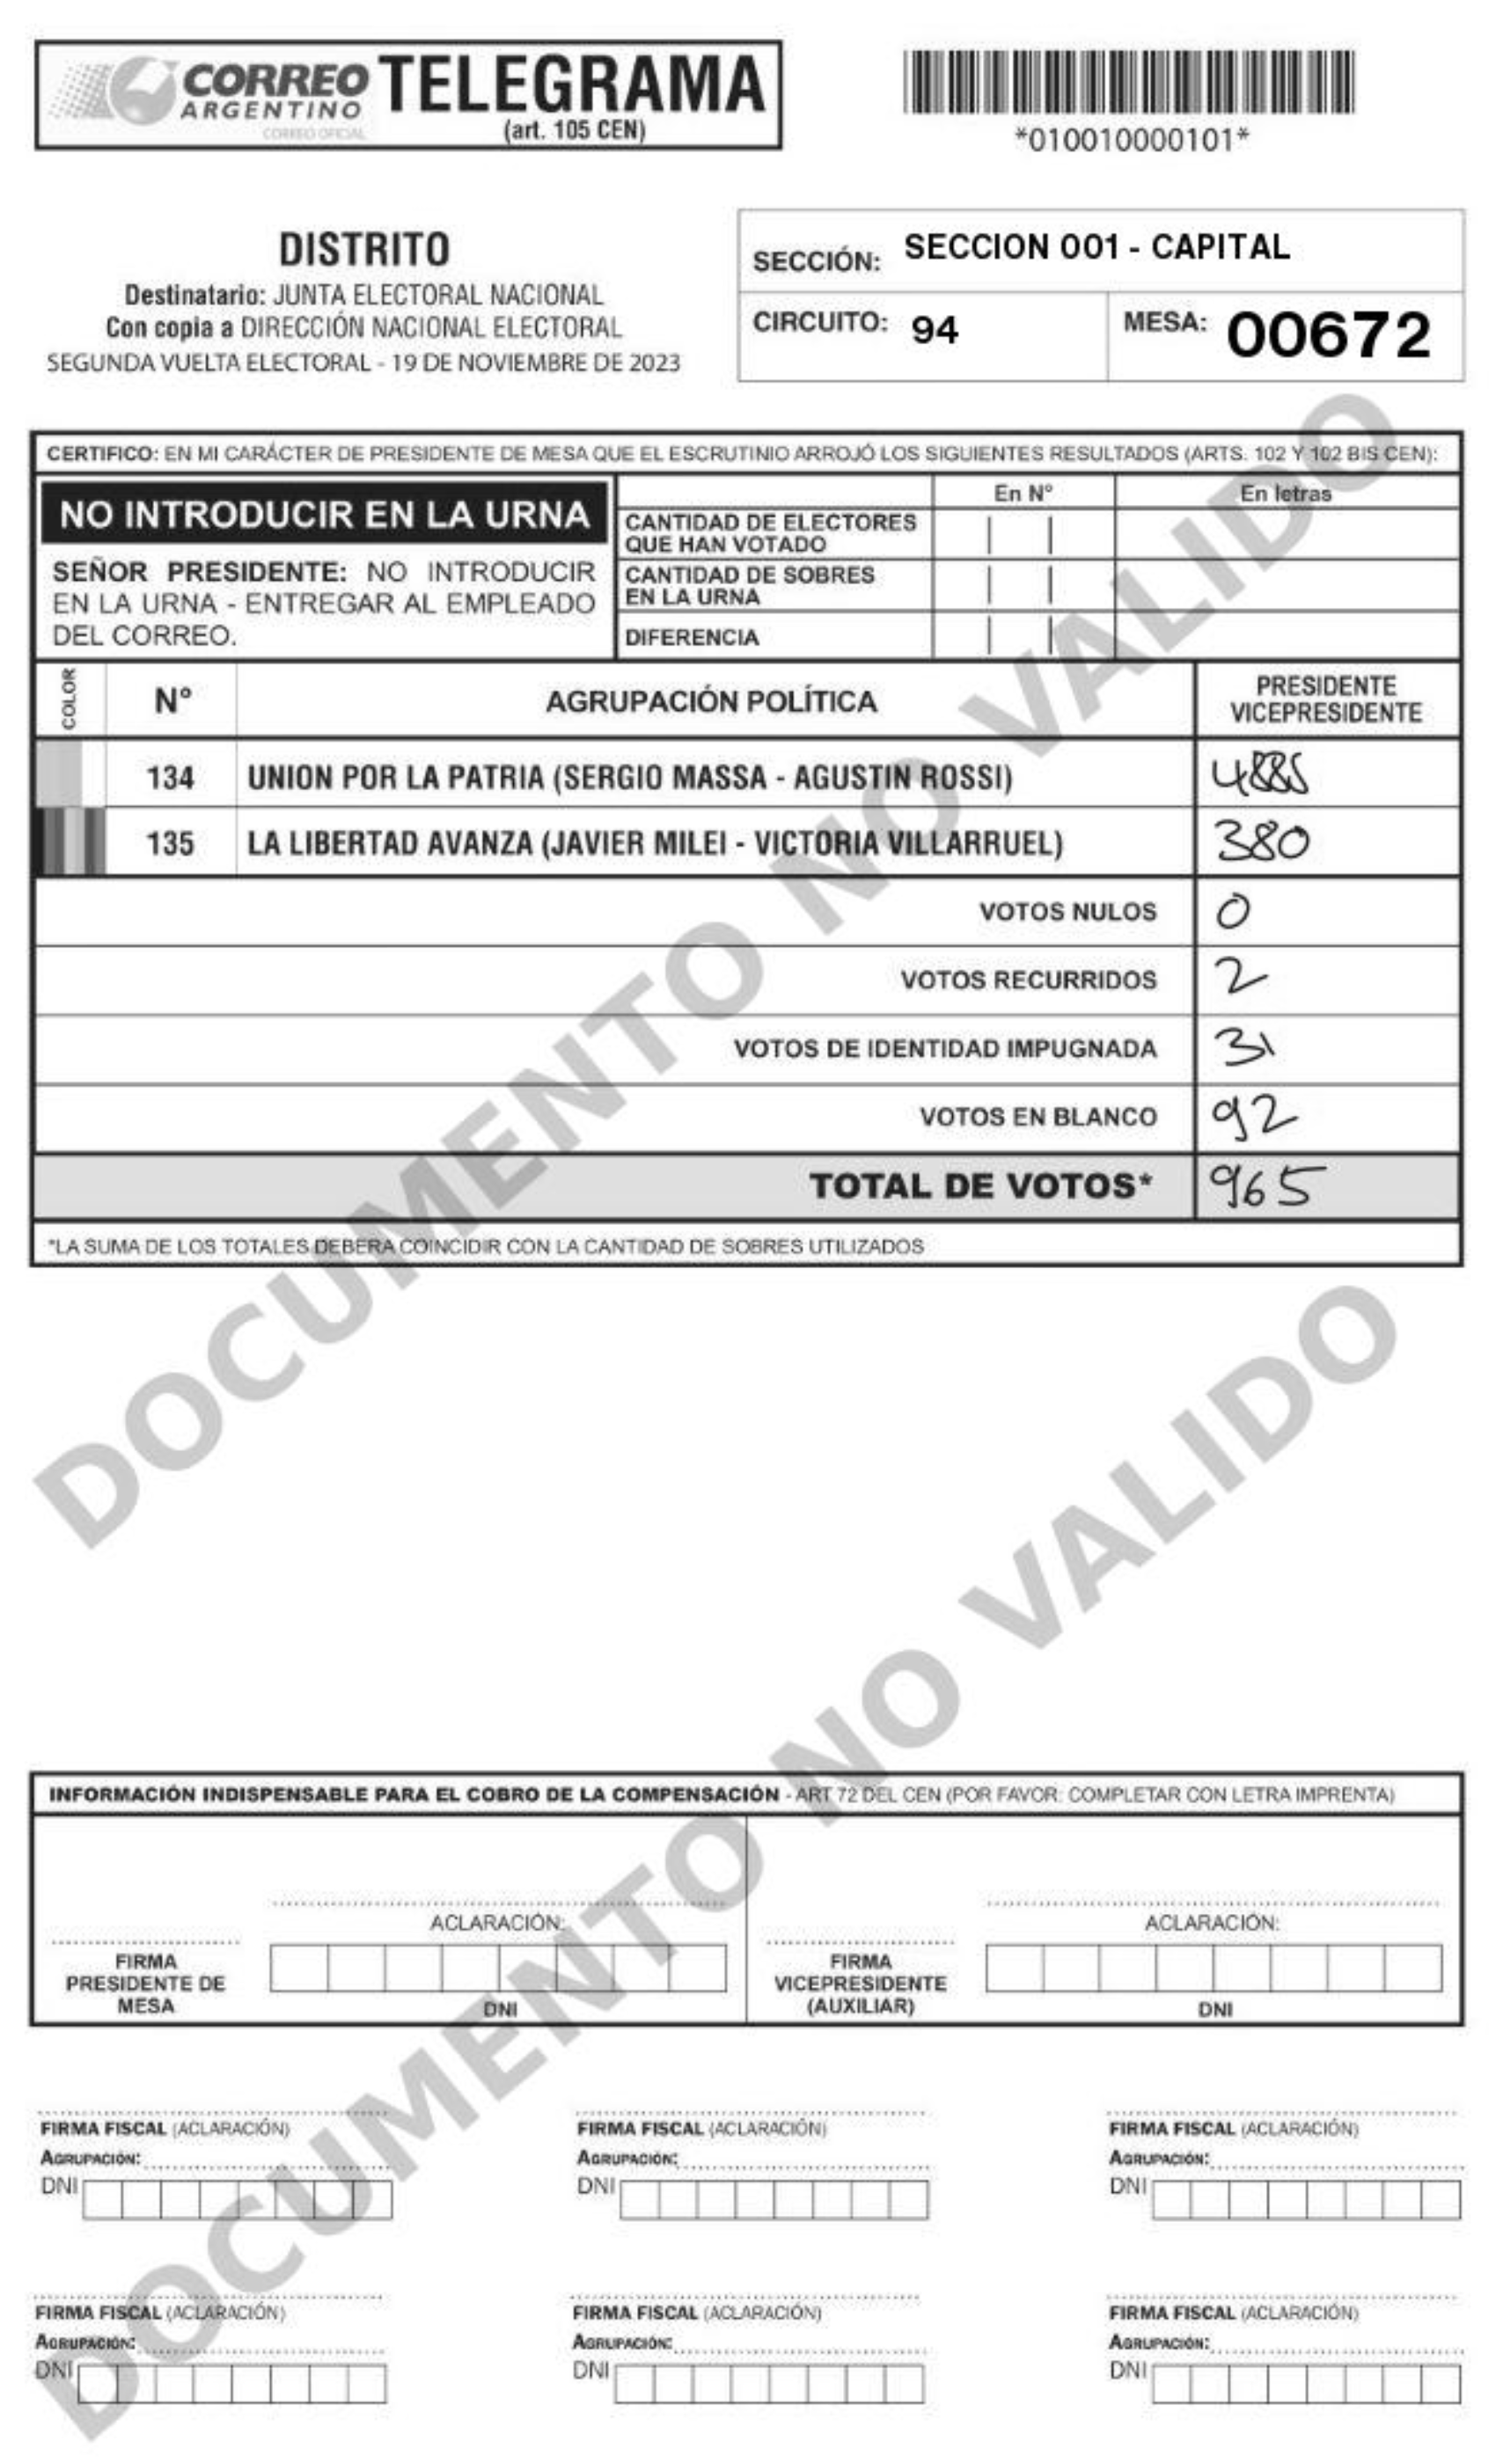 CORREO ARGENTINO
CORREO OFICIAL
TELEGRAMA
(art. 105 CEN)
*010010000101*
DISTRITO
Destinatario: JUNTA ELECTORAL NACIONAL
Con copia a DIRECCIÓN NACIONAL ELECTORAL
SEGUNDA VUELTA ELECTORAL - 19 DE NOVIEMBRE DE 2023
SECCIÓN: SECCION 001 - CAPITAL
CIRCUITO: 94
MESA: 00672
CERTIFICO: EN MI CARÁCTER DE PRESIDENTE DE MESA QUE EL ESCRUTINIO ARROJÓ LOS SIGUIENTES RESULTADOS (ARTS. 102 Y 102 BIS CEN):
NO INTRODUCIR EN LA URNA
SEÑOR PRESIDENTE: NO INTRODUCIR
EN LA URNA - ENTREGAR AL EMPLEADO
DEL CORREO.
En N° En letras
CANTIDAD DE ELECTORES
QUE HAN VOTADO
CANTIDAD DE SOBRES
EN LA URNA
DIFERENCIA
COLOR N° AGRUPACIÓN POLÍTICA PRESIDENTE
VICEPRESIDENTE
134 UNION POR LA PATRIA (SERGIO MASSA - AGUSTIN ROSSI)
135 LA LIBERTAD AVANZA (JAVIER MILEI - VICTORIA VILLARRUEL) 380
VOTOS NULOS 0
VOTOS RECURRIDOS 2
VOTOS DE IDENTIDAD IMPUGNADA 31
VOTOS EN BLANCO 92
TOTAL DE VOTOS* 965
*LA SUMA DE LOS TOTALES DEBERA COINCIDIR CON LA CANTIDAD DE SOBRES UTILIZADOS
DOCUMENTO NO VALIDO
INFORMACIÓN INDISPENSABLE PARA EL COBRO DE LA COMPENSACIÓN - ART 72 DEL CEN (POR FAVOR: COMPLETAR CON LETRA IMPRENTA)
ACLARACIÓN:
FIRMA
PRESIDENTE DE
MESA
DNI
ACLARACIÓN:
FIRMA
VICEPRESIDENTE
(AUXILIAR)
DNI
DOCUMENTO NO VALIDO
FIRMA FISCAL (ACLARACIÓN)
AGRUPACIÓN:
DNI
FIRMA FISCAL (ACLARACIÓN)
AGRUPACIÓN:
DNI
FIRMA FISCAL (ACLARACIÓN)
AGRUPACIÓN:
DNI
FIRMA FISCAL (ACLARACIÓN)
AGRUPACIÓN:
DNI
FIRMA FISCAL (ACLARACIÓN)
AGRUPACIÓN:
DNI
FIRMA FISCAL (ACLARACIÓN)
AGRUPACIÓN:
DNI